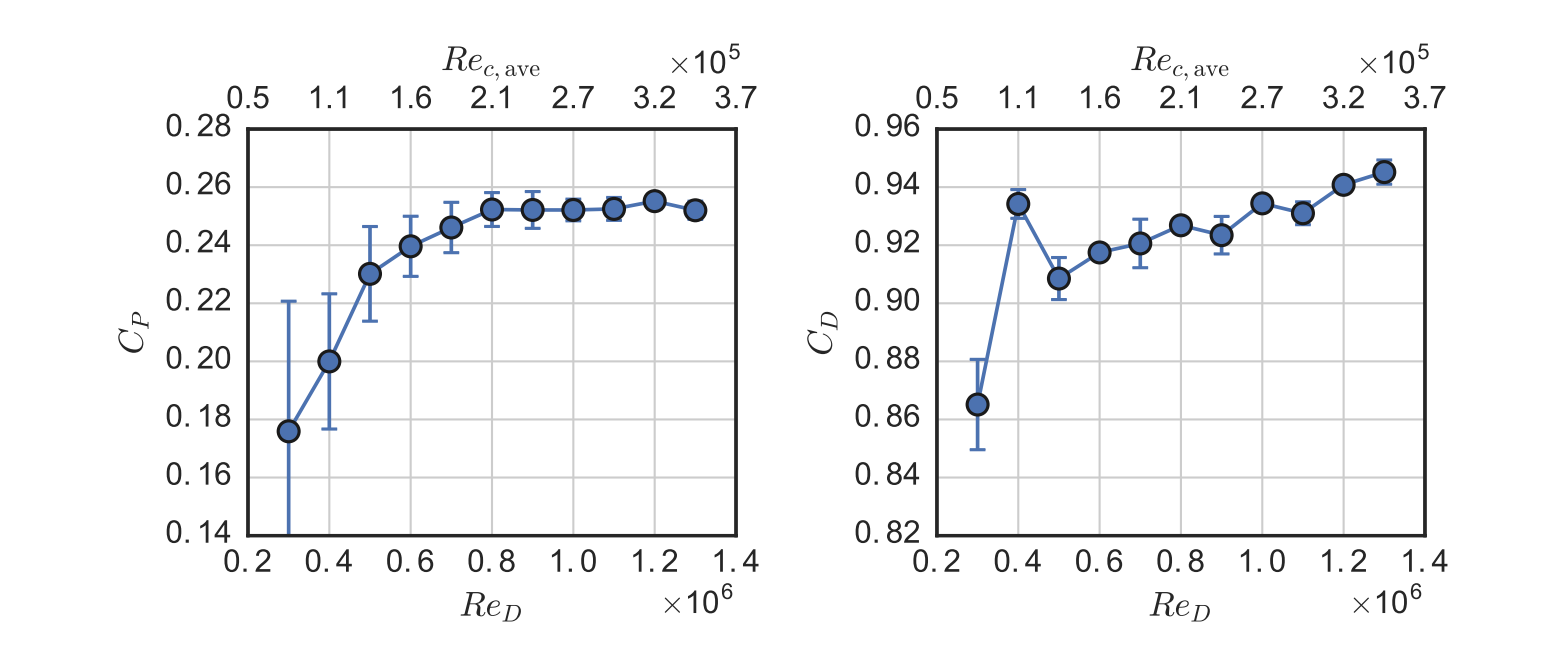 Re_{c, ave} ×10^5
0.5 1.1 1.6 2.1 2.7 3.2 3.7
0.28
0.26
0.24
0.22
0.20
0.18
0.16
0.14
C_P
0.2 0.4 0.6 0.8 1.0 1.2 1.4
Re_D ×10^6
Re_{c, ave} ×10^5
0.5 1.1 1.6 2.1 2.7 3.2 3.7
0.96
0.94
0.92
0.90
0.88
0.86
0.84
0.82
C_D
0.2 0.4 0.6 0.8 1.0 1.2 1.4
Re_D ×10^6